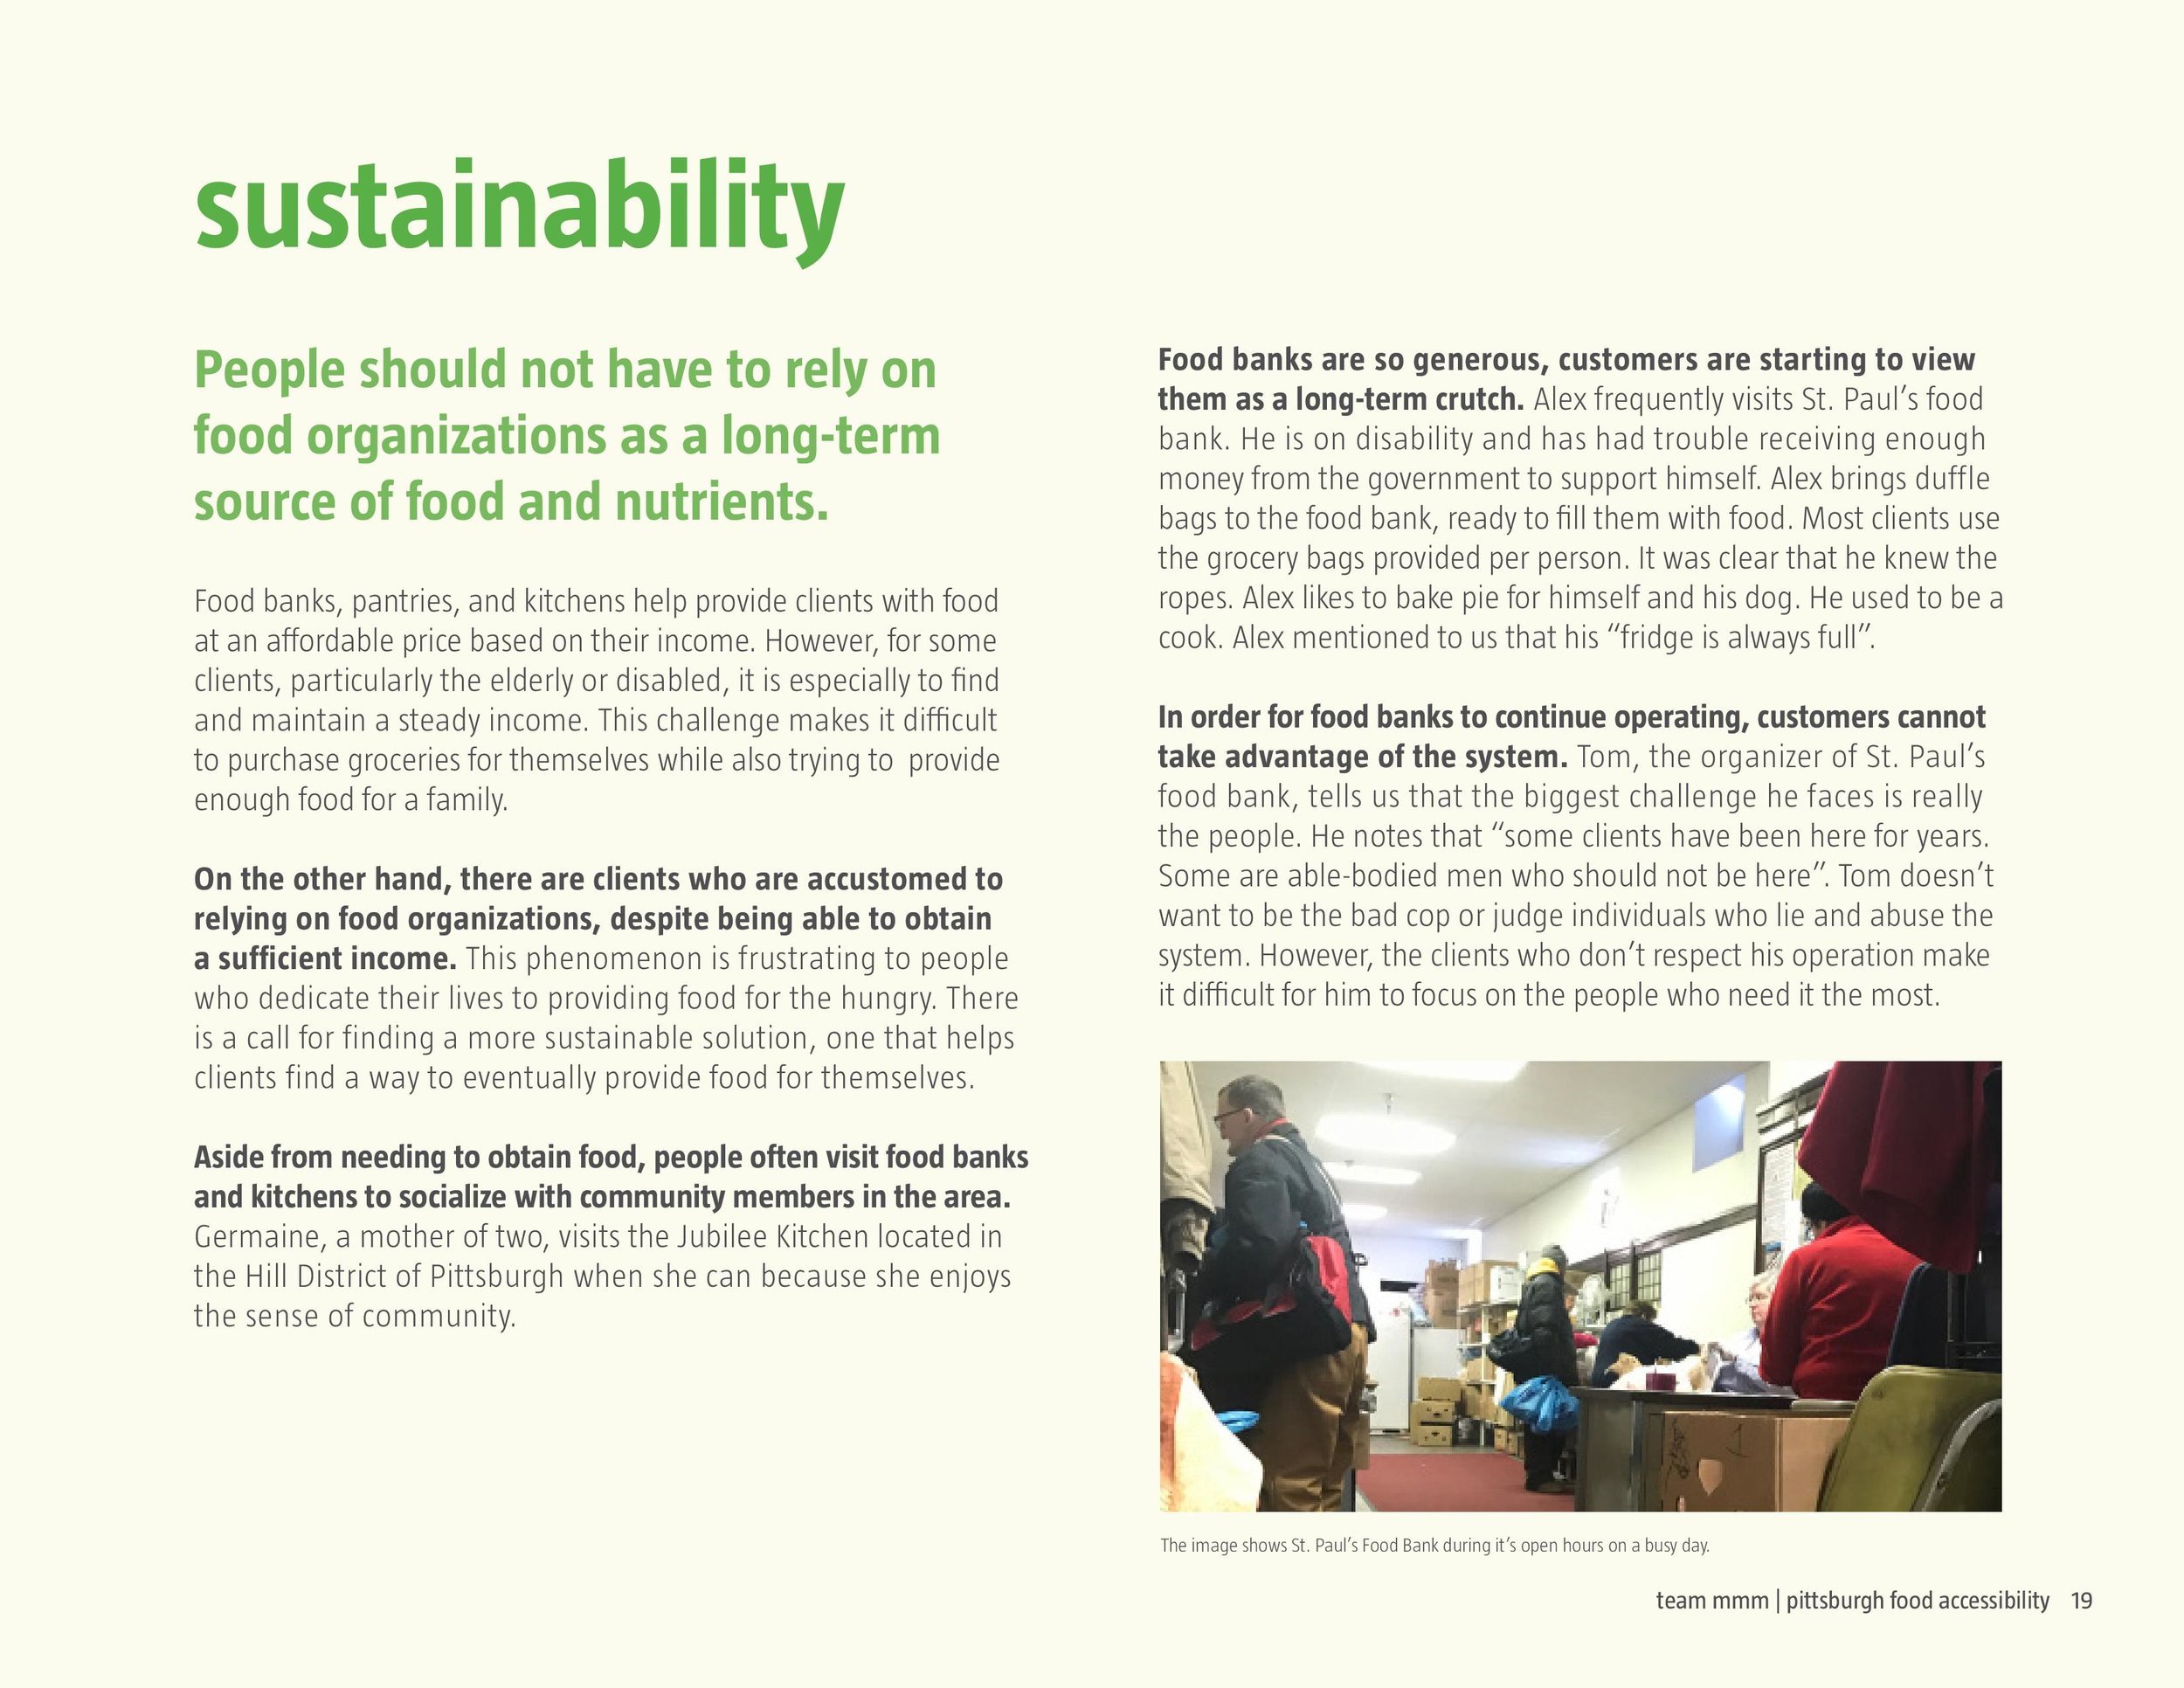 sustainability
People should not have to rely on
food organizations as a long-term
source of food and nutrients.
Food banks, pantries, and kitchens help provide clients with food
at an affordable price based on their income. However, for some
clients, particularly the elderly or disabled, it is especially to find
and maintain a steady income. This challenge makes it difficult
to purchase groceries for themselves while also trying to  provide
enough food for a family.
On the other hand, there are clients who are accustomed to
relying on food organizations, despite being able to obtain
a sufficient income. This phenomenon is frustrating to people
who dedicate their lives to providing food for the hungry. There
is a call for finding a more sustainable solution, one that helps
clients find a way to eventually provide food for themselves.
Aside from needing to obtain food, people often visit food banks
and kitchens to socialize with community members in the area.
Germaine, a mother of two, visits the Jubilee Kitchen located in
the Hill District of Pittsburgh when she can because she enjoys
the sense of community.
Food banks are so generous, customers are starting to view
them as a long-term crutch. Alex frequently visits St. Paul’s food
bank. He is on disability and has had trouble receiving enough
money from the government to support himself. Alex brings duffle
bags to the food bank, ready to fill them with food. Most clients use
the grocery bags provided per person. It was clear that he knew the
ropes. Alex likes to bake pie for himself and his dog. He used to be a
cook. Alex mentioned to us that his “fridge is always full”.
In order for food banks to continue operating, customers cannot
take advantage of the system. Tom, the organizer of St. Paul’s
food bank, tells us that the biggest challenge he faces is really
the people. He notes that “some clients have been here for years.
Some are able-bodied men who should not be here”. Tom doesn’t
want to be the bad cop or judge individuals who lie and abuse the
system. However, the clients who don’t respect his operation make
it difficult for him to focus on the people who need it the most.
The image shows St. Paul’s Food Bank during it’s open hours on a busy day.
team mmm | pittsburgh food accessibility 19